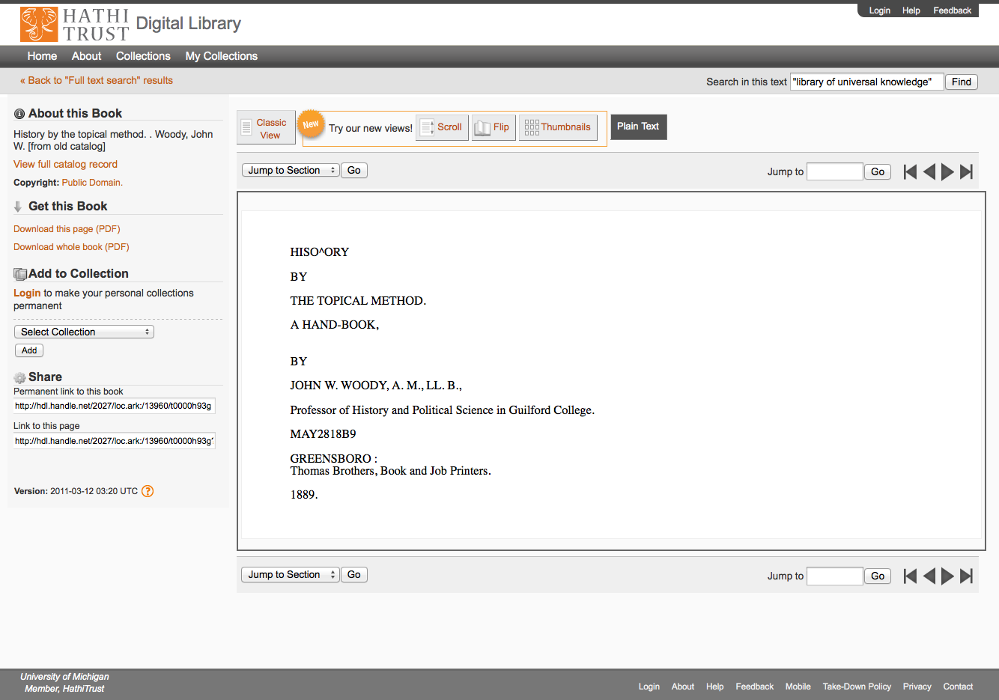 Login Help Feedback
HATHI TRUST Digital Library
Home About Collections My Collections
« Back to "Full text search" results
Search in this text "library of universal knowledge" Find
About this Book
History by the topical method. . Woody, John
W. [from old catalog]
View full catalog record
Copyright: Public Domain.
Get this Book
Download this page (PDF)
Download whole book (PDF)
Add to Collection
Login to make your personal collections
permanent
Select Collection
Add
Share
Permanent link to this book
http://hdl.handle.net/2027/loc.ark:/13960/t0000h93g
Link to this page
http://hdl.handle.net/2027/loc.ark:/13960/t0000h93g?
Version: 2011-03-12 03:20 UTC ?
Classic
View
New
Try our new views! Scroll Flip Thumbnails
Plain Text
Jump to Section Go
Jump to Go
HISO^ORY
BY
THE TOPICAL METHOD.
A HAND-BOOK,
BY
JOHN W. WOODY, A. M., LL. B.,
Professor of History and Political Science in Guilford College.
MAY2818B9
GREENSBORO :
Thomas Brothers, Book and Job Printers.
1889.
Jump to Section Go
Jump to Go
University of Michigan
Member, HathiTrust
Login About Help Feedback Mobile Take-Down Policy Privacy Contact